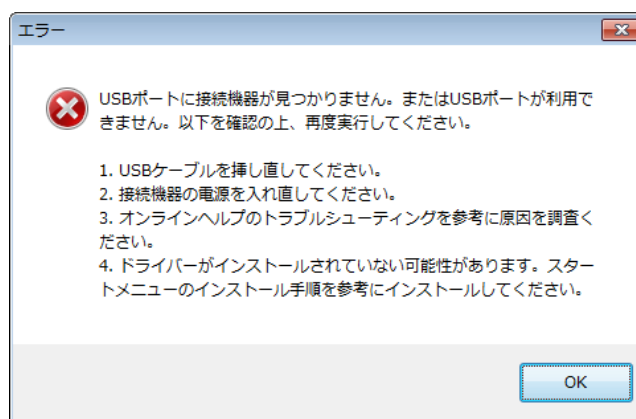 エラー
USBポートに接続機器が見つかりません。またはUSBポートが利用で
きません。以下を確認の上、再度実行してください。
1. USBケーブルを挿し直してください。
2. 接続機器の電源を入れ直してください。
3. オンラインヘルプのトラブルシューティングを参考に原因を調査く
ださい。
4. ドライバーがインストールされていない可能性があります。スター
トメニューのインストール手順を参考にインストールしてください。
OK